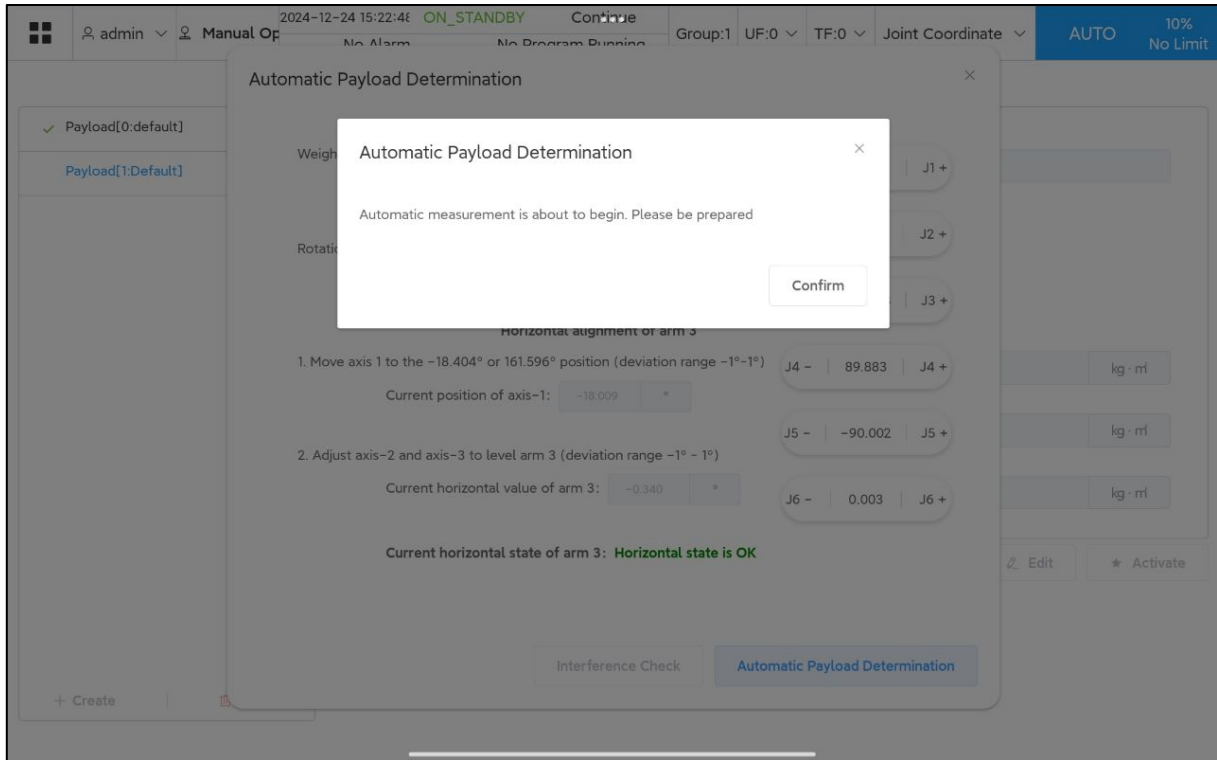 admin
Manual Op
2024-12-24 15:22:48 ON_STANDBY Continue
No Alarm No Program Running
Group:1 UF:0 TF:0 Joint Coordinate
AUTO
10%
No Limit
Automatic Payload Determination
Payload[0:default]
Payload[1:Default]
Weigh
Automatic Payload Determination
Automatic measurement is about to begin. Please be prepared
Confirm
Rotatio
J1 +
J2 +
J3 +
Horizontal alignment of arm 3
1. Move axis 1 to the -18.404° or 161.596° position (deviation range -1°~1°)
Current position of axis-1: -18.009 °
J4 - 89.883 J4 +
kg · m²
J5 - -90.002 J5 +
kg · m²
2. Adjust axis-2 and axis-3 to level arm 3 (deviation range -1° ~ 1°)
Current horizontal value of arm 3: -0.340 °
J6 - 0.003 J6 +
kg · m²
Current horizontal state of arm 3: Horizontal state is OK
Edit
Activate
Interference Check
Automatic Payload Determination
+ Create